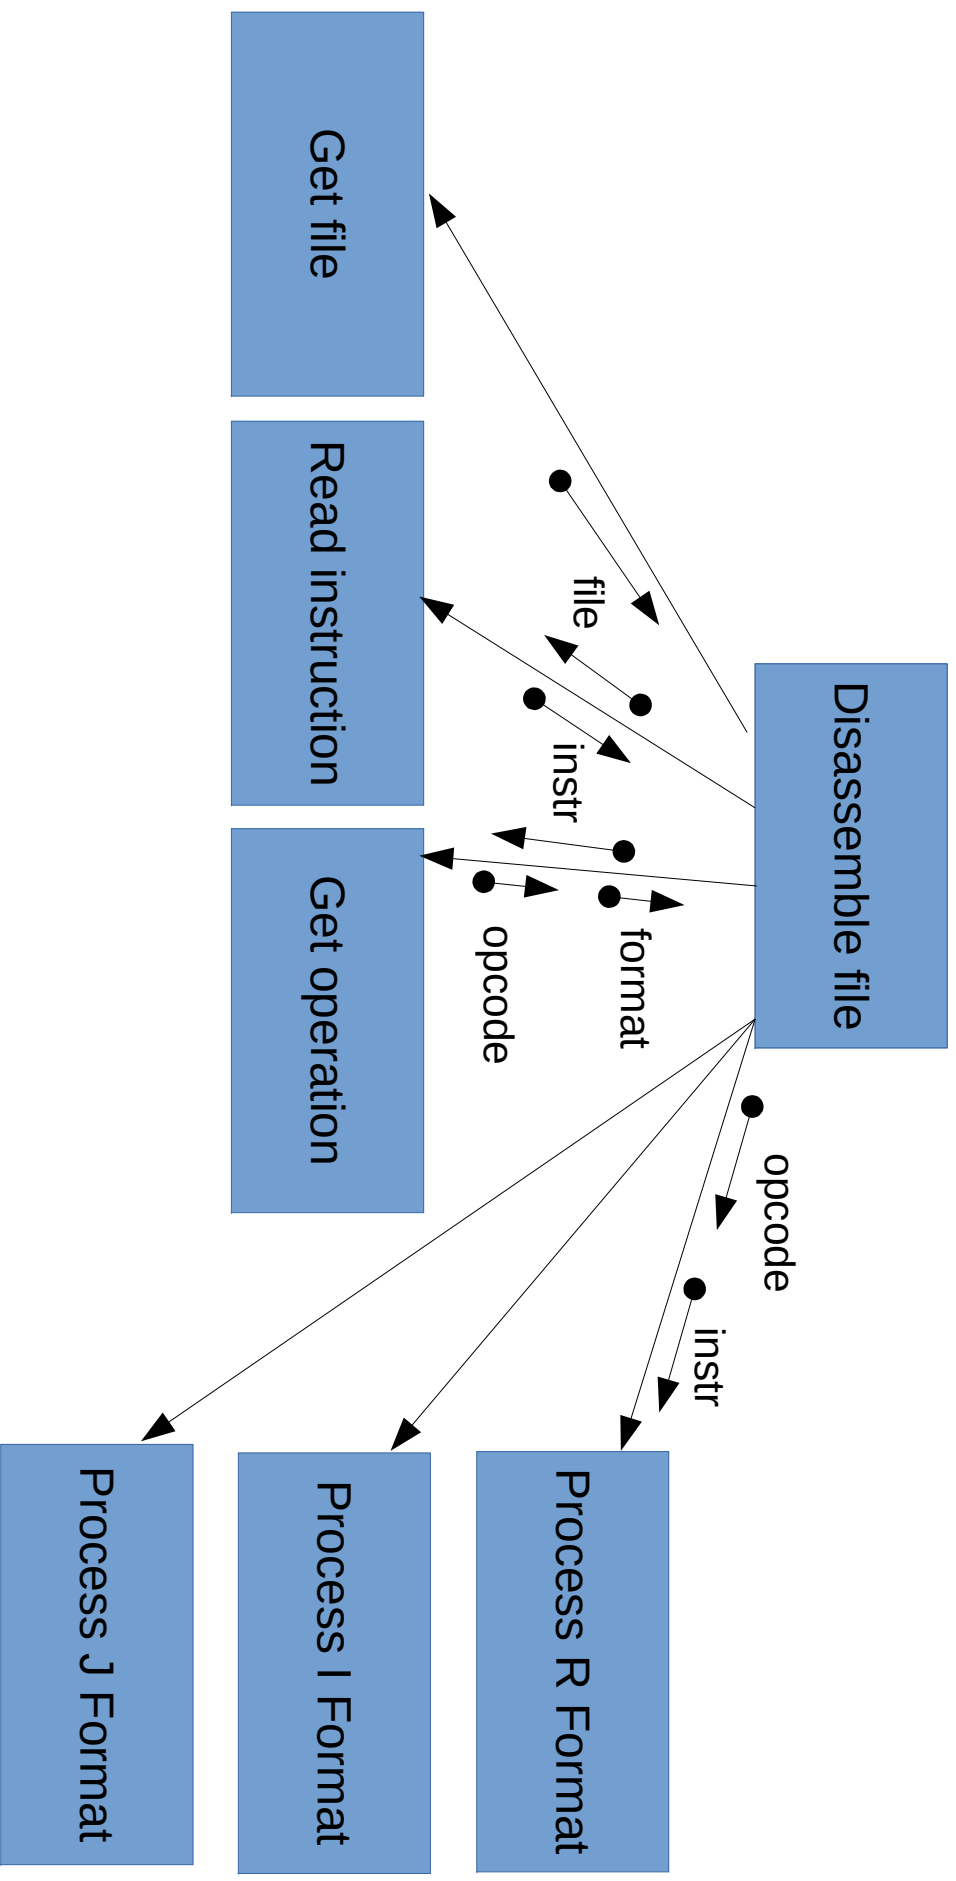 Disassemble file
file
instr
format
opcode
opcode
instr
Get file
Read instruction
Get operation
Process R Format
Process I Format
Process J Format